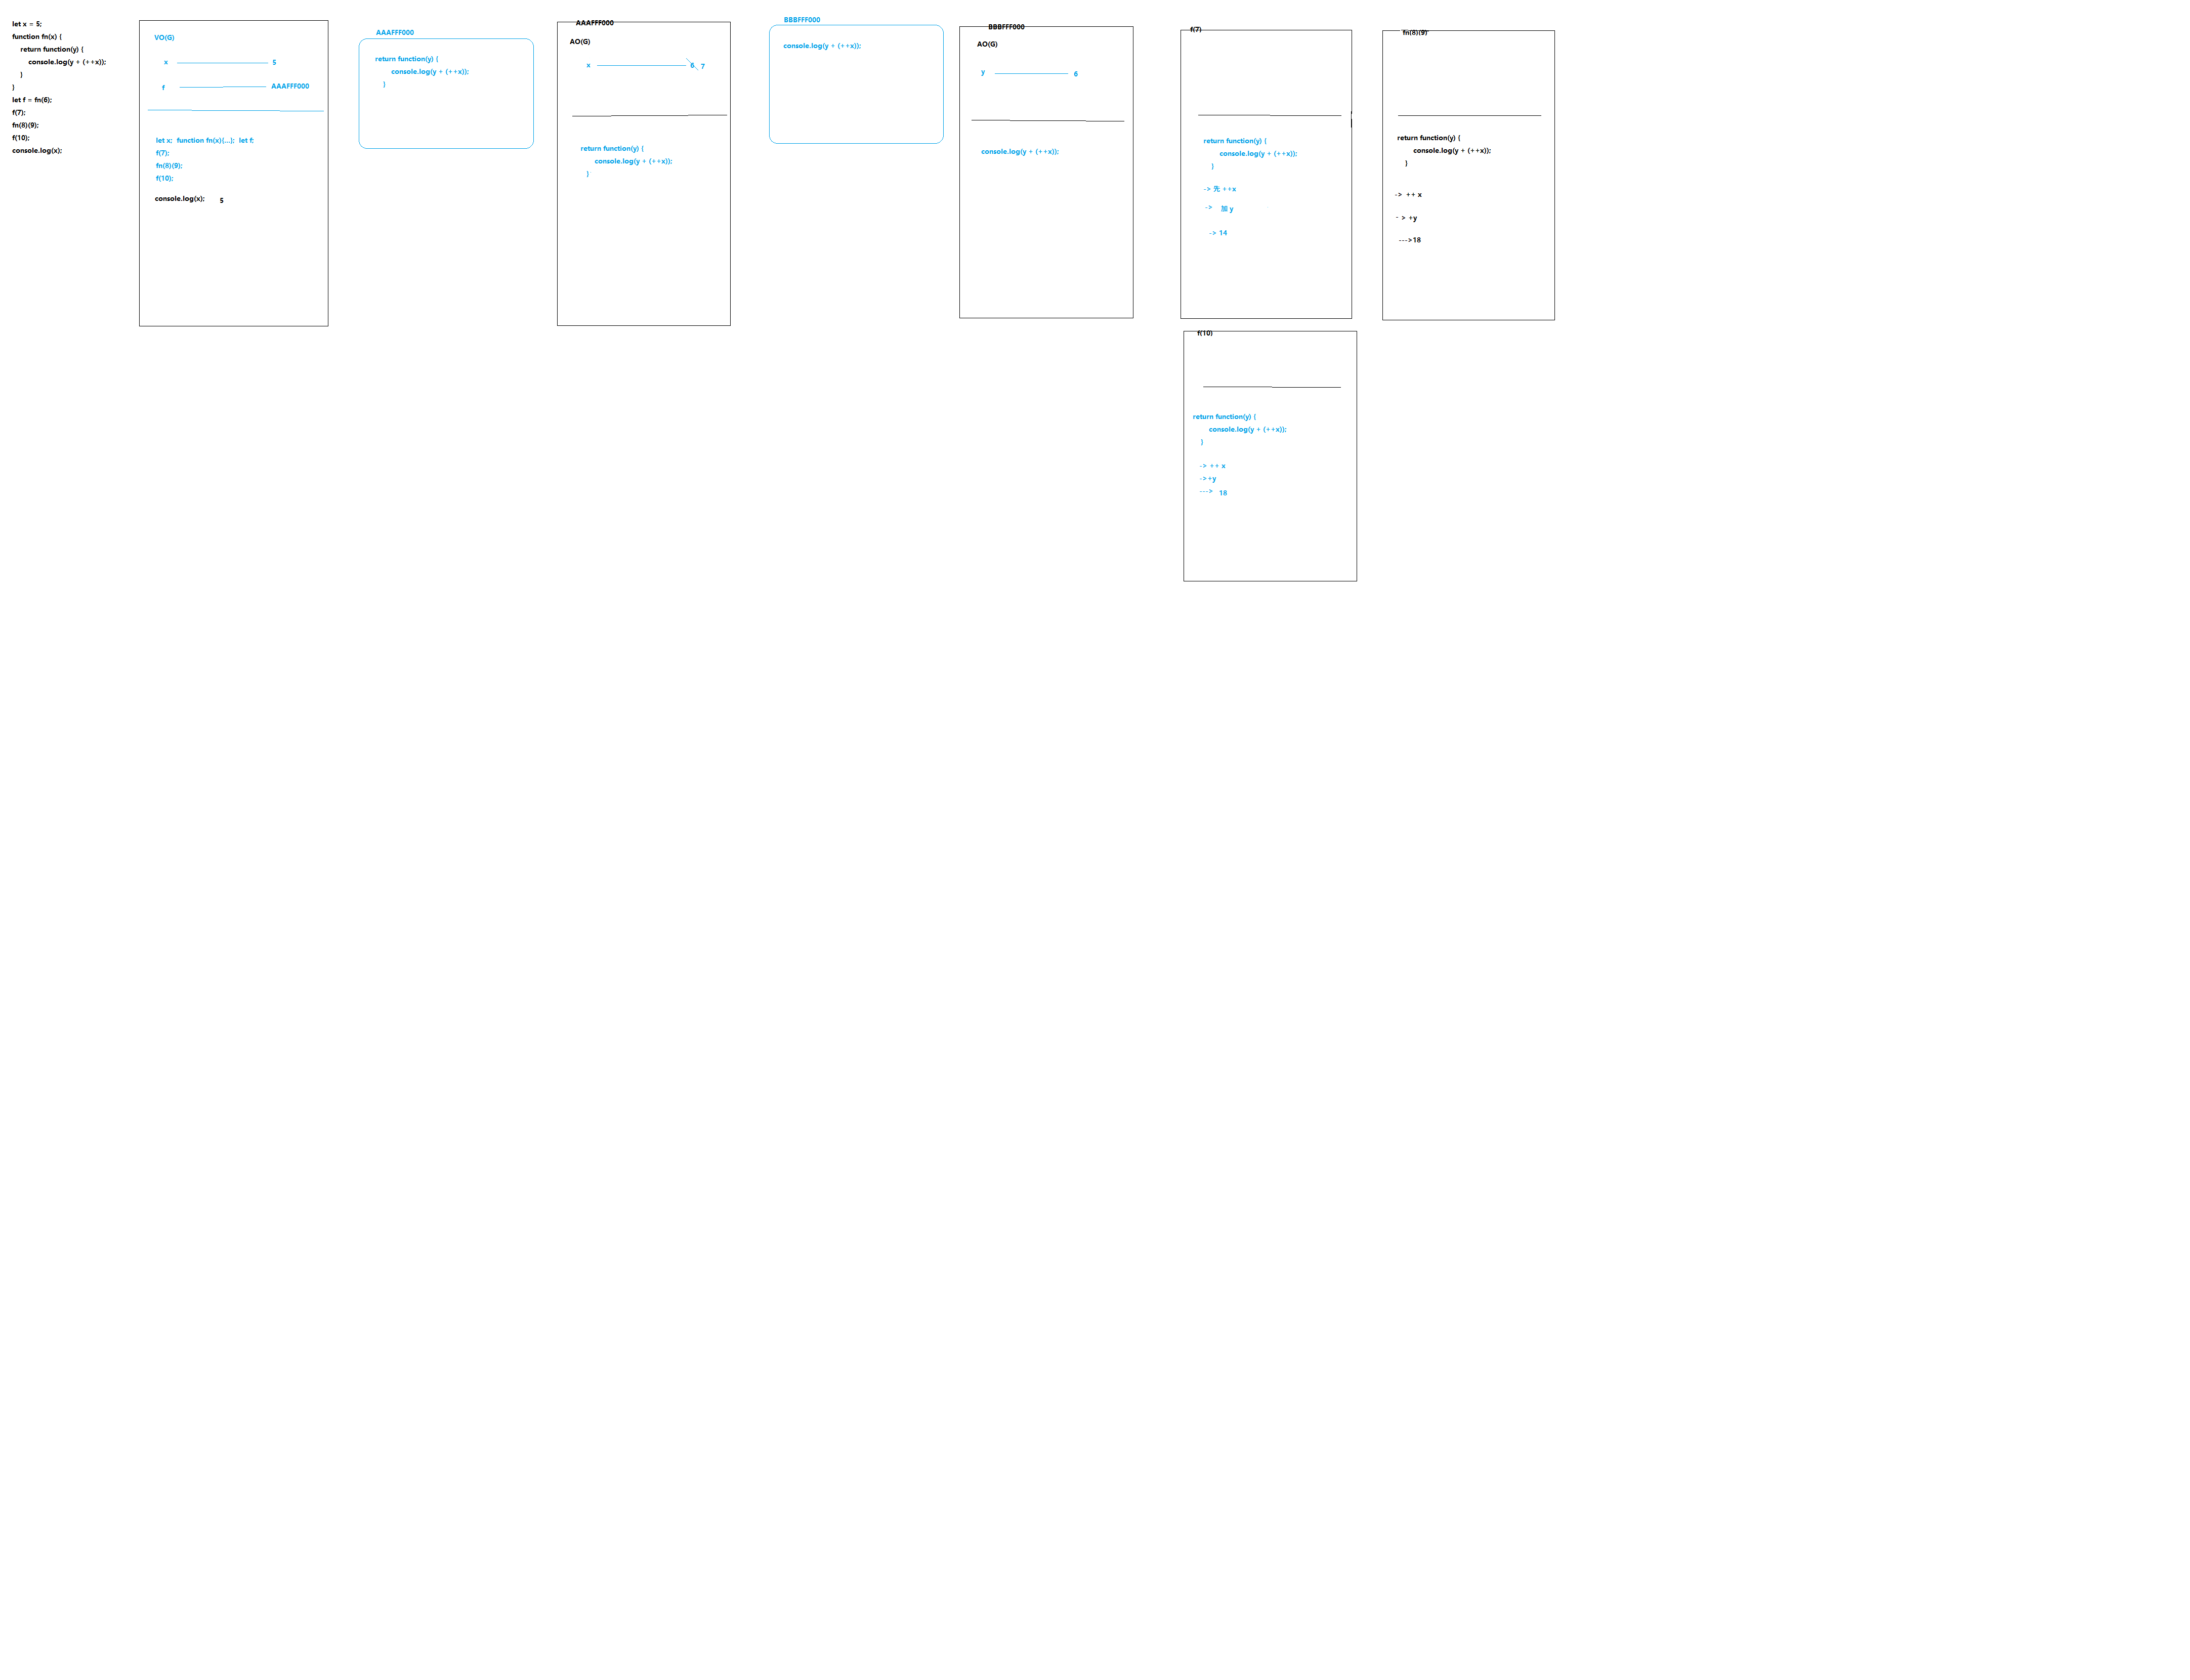 let x = 5;
function fn(x) {
return function(y) {
console.log(y + (++x));
}
}
let f = fn(6);
f(7);
fn(8)(9);
f(10);
console.log(x);
VO(G)
x 5
f AAAFFF000
let x; function fn(x){...}; let f;
f(7);
fn(8)(9);
f(10);
console.log(x); 5
AAAFFF000
return function(y) {
console.log(y + (++x));
}
AAAFFF000
AO(G)
x 6 7
return function(y) {
console.log(y + (++x));
}
BBBFFF000
console.log(y + (++x));
BBBFFF000
AO(G)
y 6
console.log(y + (++x));
f(7)
return function(y) {
console.log(y + (++x));
}
-> 先 ++x
-> 加 y
-> 14
fn(8)(9)
return function(y) {
console.log(y + (++x));
}
-> ++ x
- > +y
--->18
f(10)
return function(y) {
console.log(y + (++x));
}
-> ++ x
->+y
---> 18